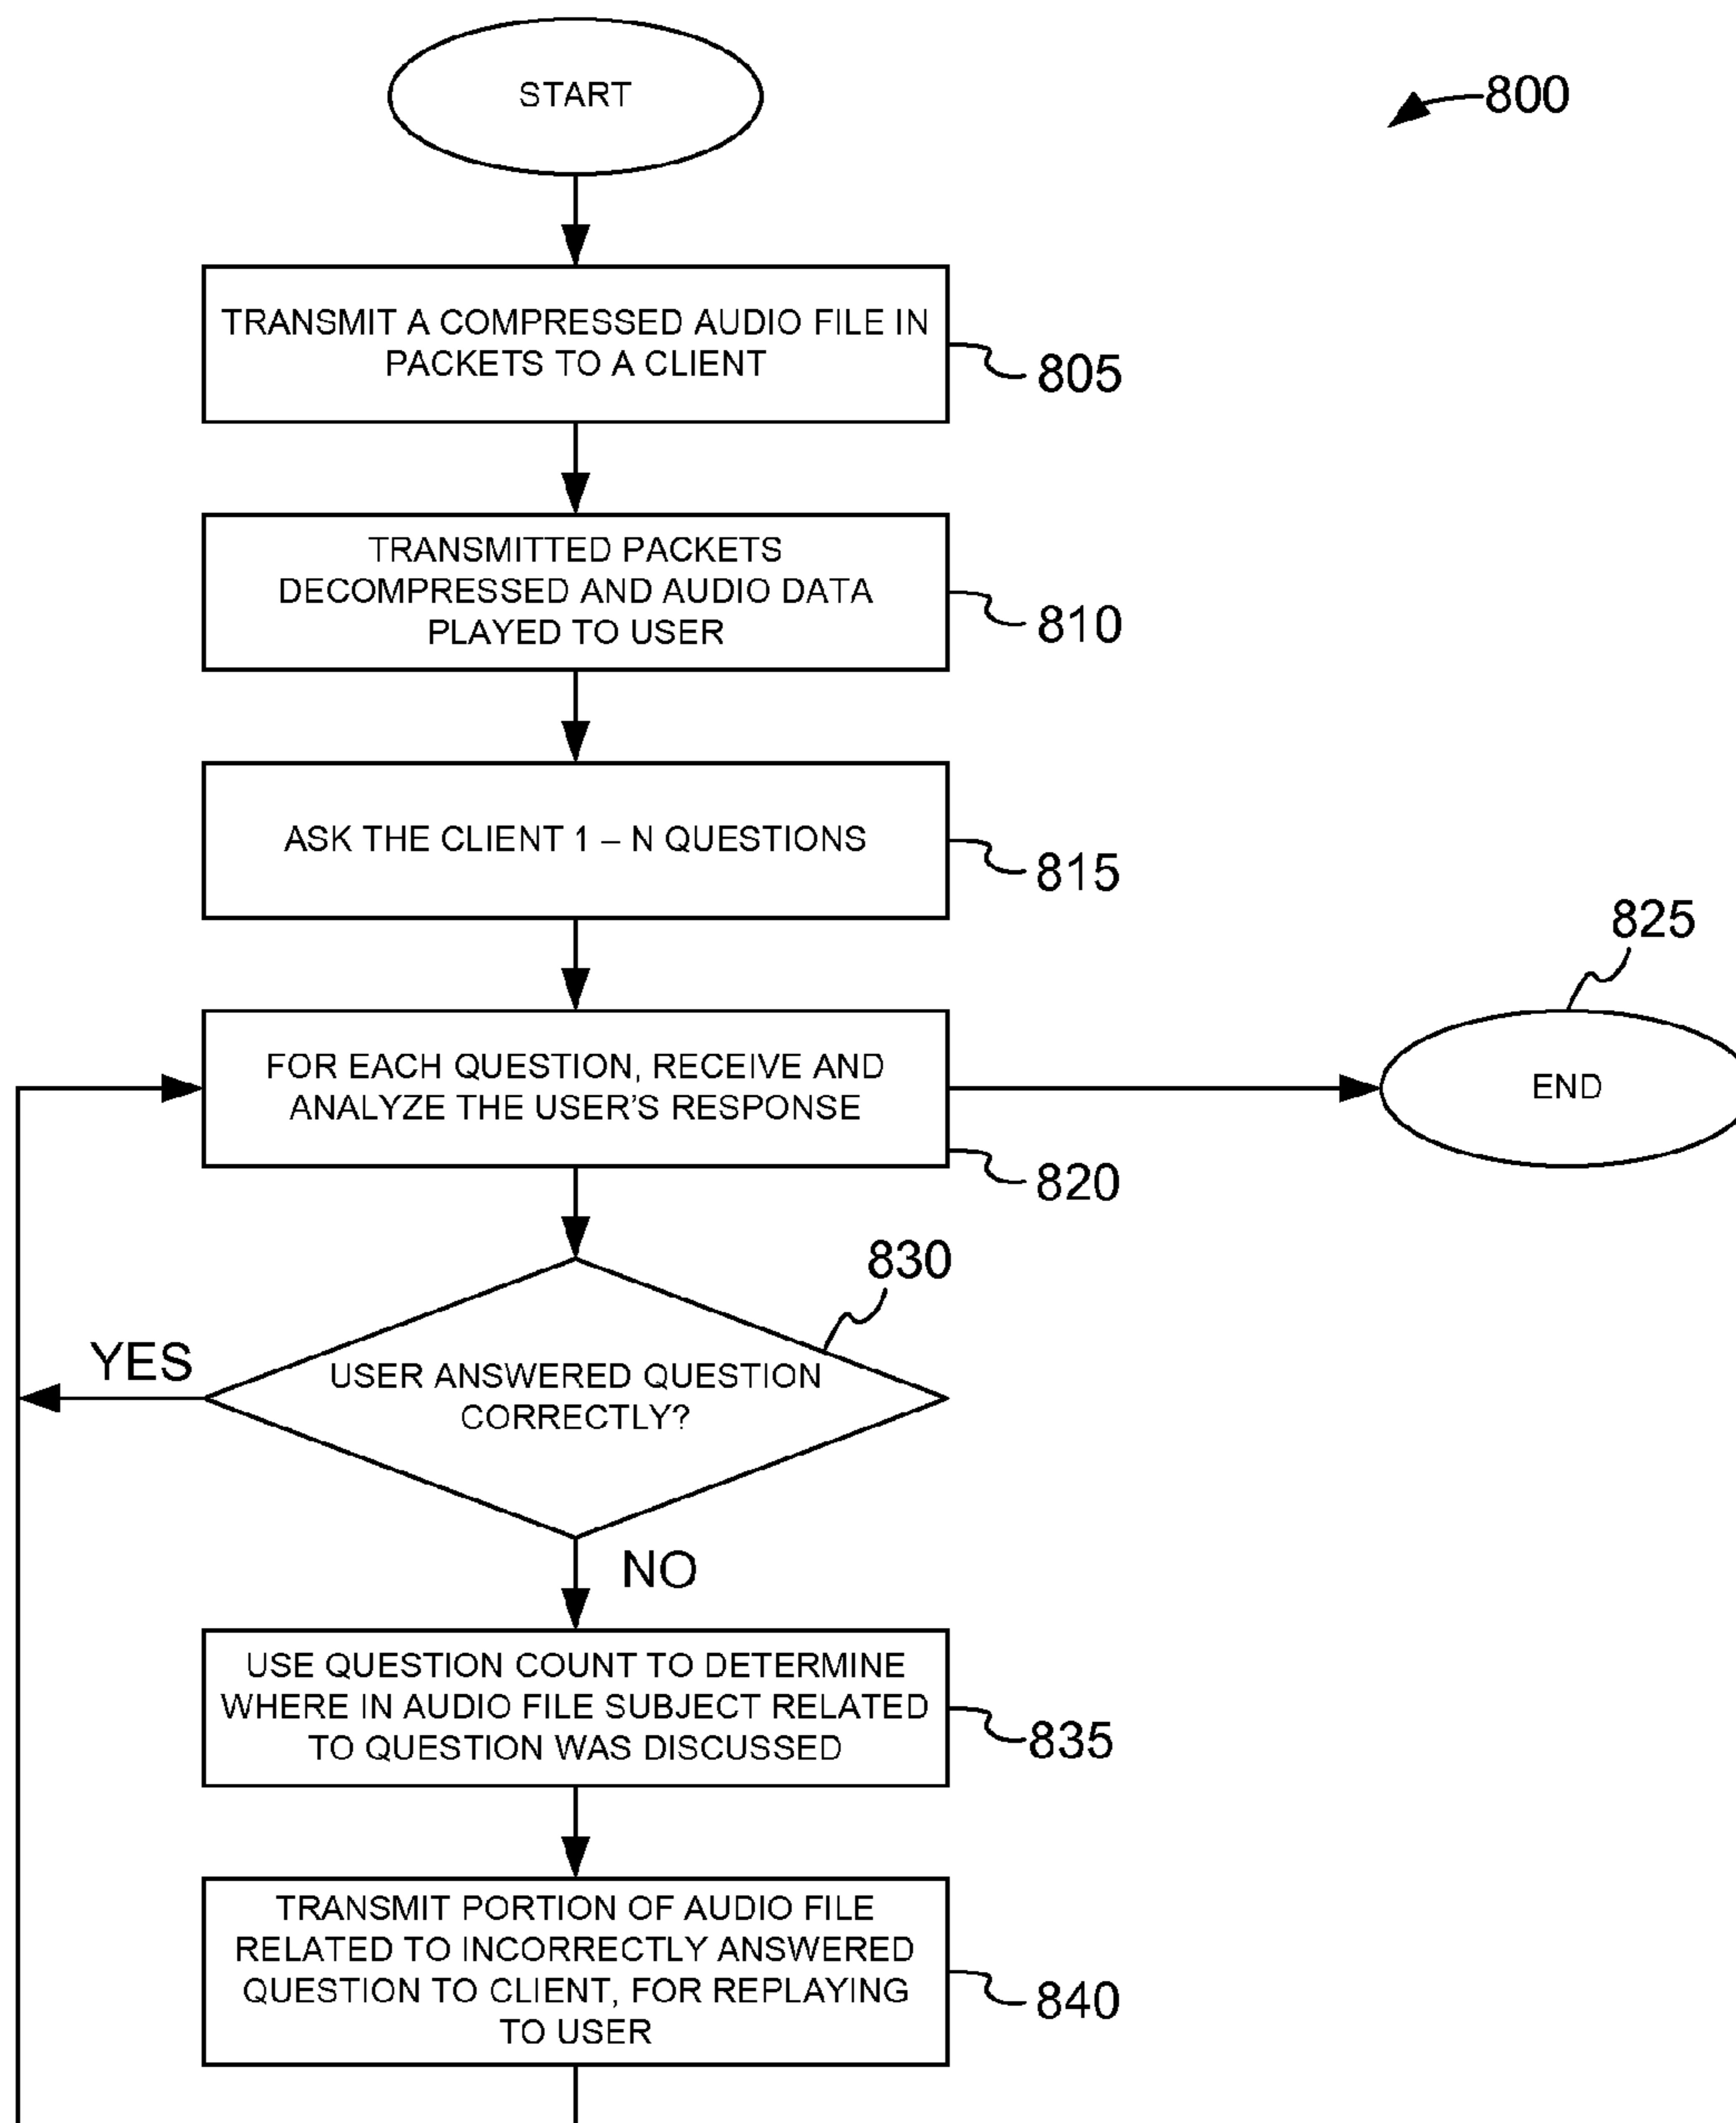 START
800
TRANSMIT A COMPRESSED AUDIO FILE IN
PACKETS TO A CLIENT
805
TRANSMITTED PACKETS
DECOMPRESSED AND AUDIO DATA
PLAYED TO USER
810
ASK THE CLIENT 1 – N QUESTIONS
815
825
FOR EACH QUESTION, RECEIVE AND
ANALYZE THE USER'S RESPONSE
END
820
830
YES
USER ANSWERED QUESTION
CORRECTLY?
NO
USE QUESTION COUNT TO DETERMINE
WHERE IN AUDIO FILE SUBJECT RELATED
TO QUESTION WAS DISCUSSED
835
TRANSMIT PORTION OF AUDIO FILE
RELATED TO INCORRECTLY ANSWERED
QUESTION TO CLIENT, FOR REPLAYING
TO USER
840